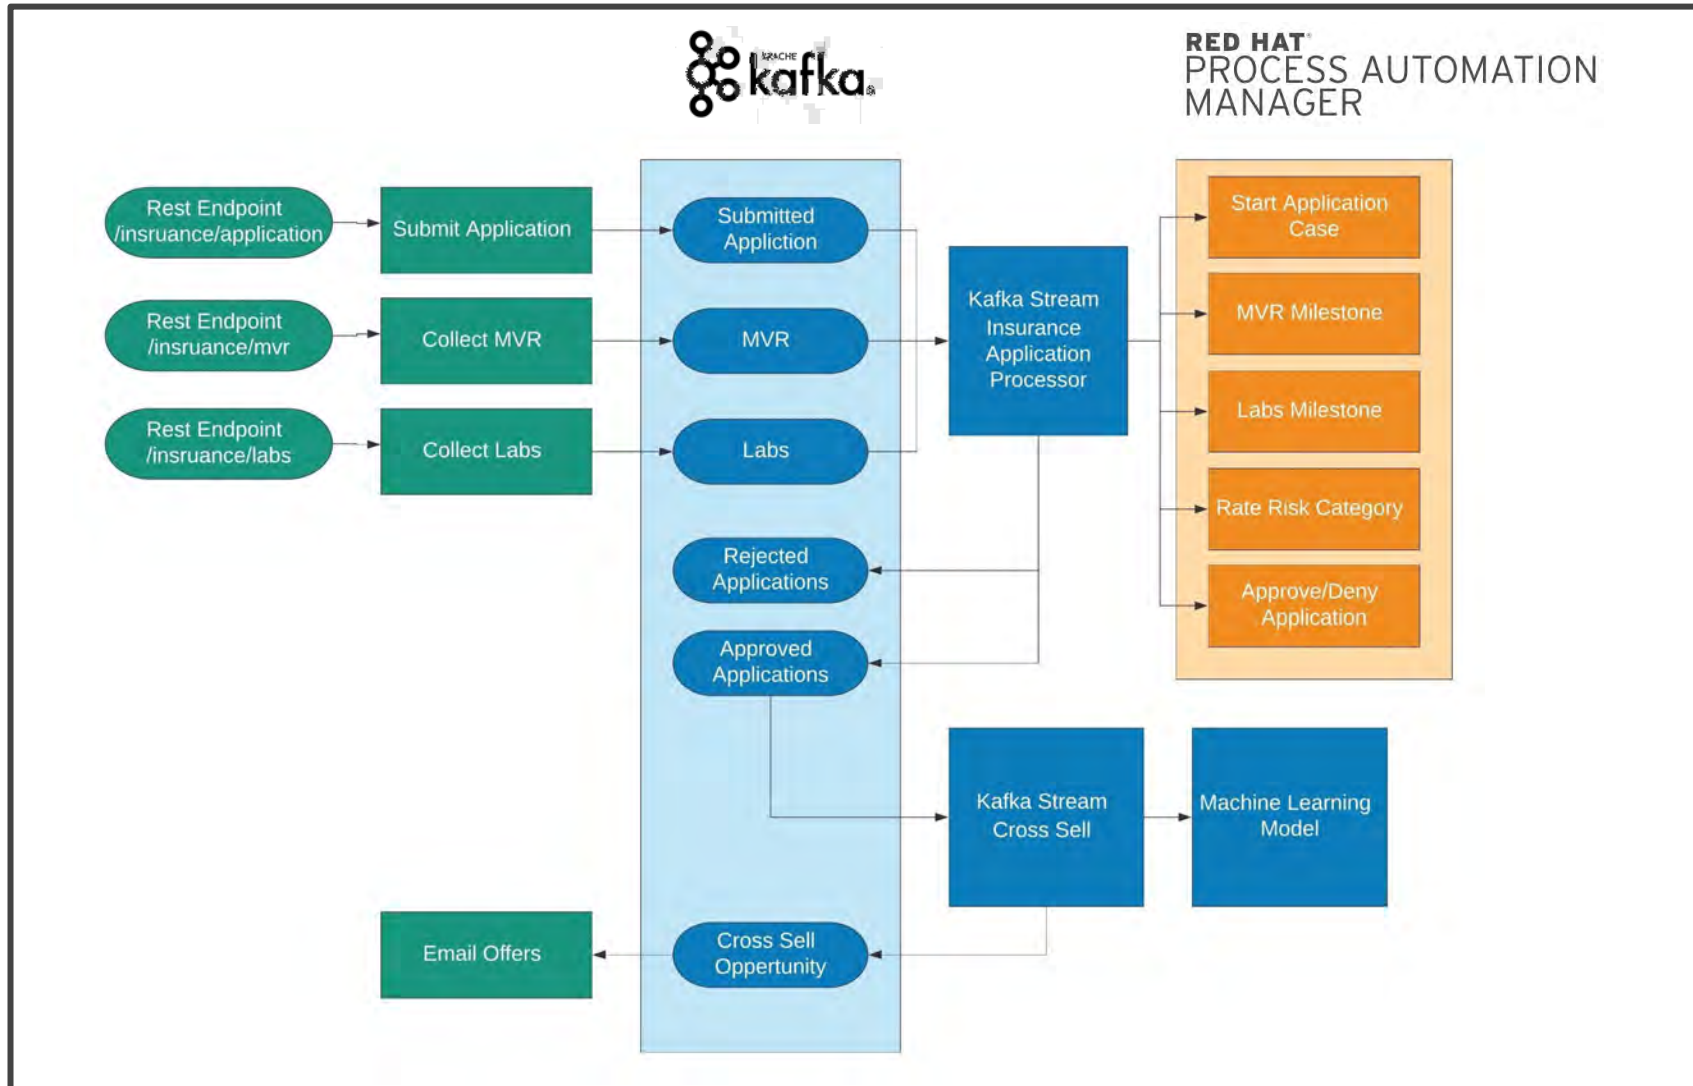 APACHE
kafka
RED HAT
PROCESS AUTOMATION
MANAGER
Rest Endpoint
/insruance/application
Submit Application
Submitted
Appliction
Start Application
Case
Rest Endpoint
/insruance/mvr
Collect MVR
MVR
Kafka Stream
Insurance
Application
Processor
MVR Milestone
Rest Endpoint
/insruance/labs
Collect Labs
Labs
Labs Milestone
Rate Risk Category
Rejected
Applications
Approve/Deny
Application
Approved
Applications
Kafka Stream
Cross Sell
Machine Learning
Model
Email Offers
Cross Sell
Oppertunity